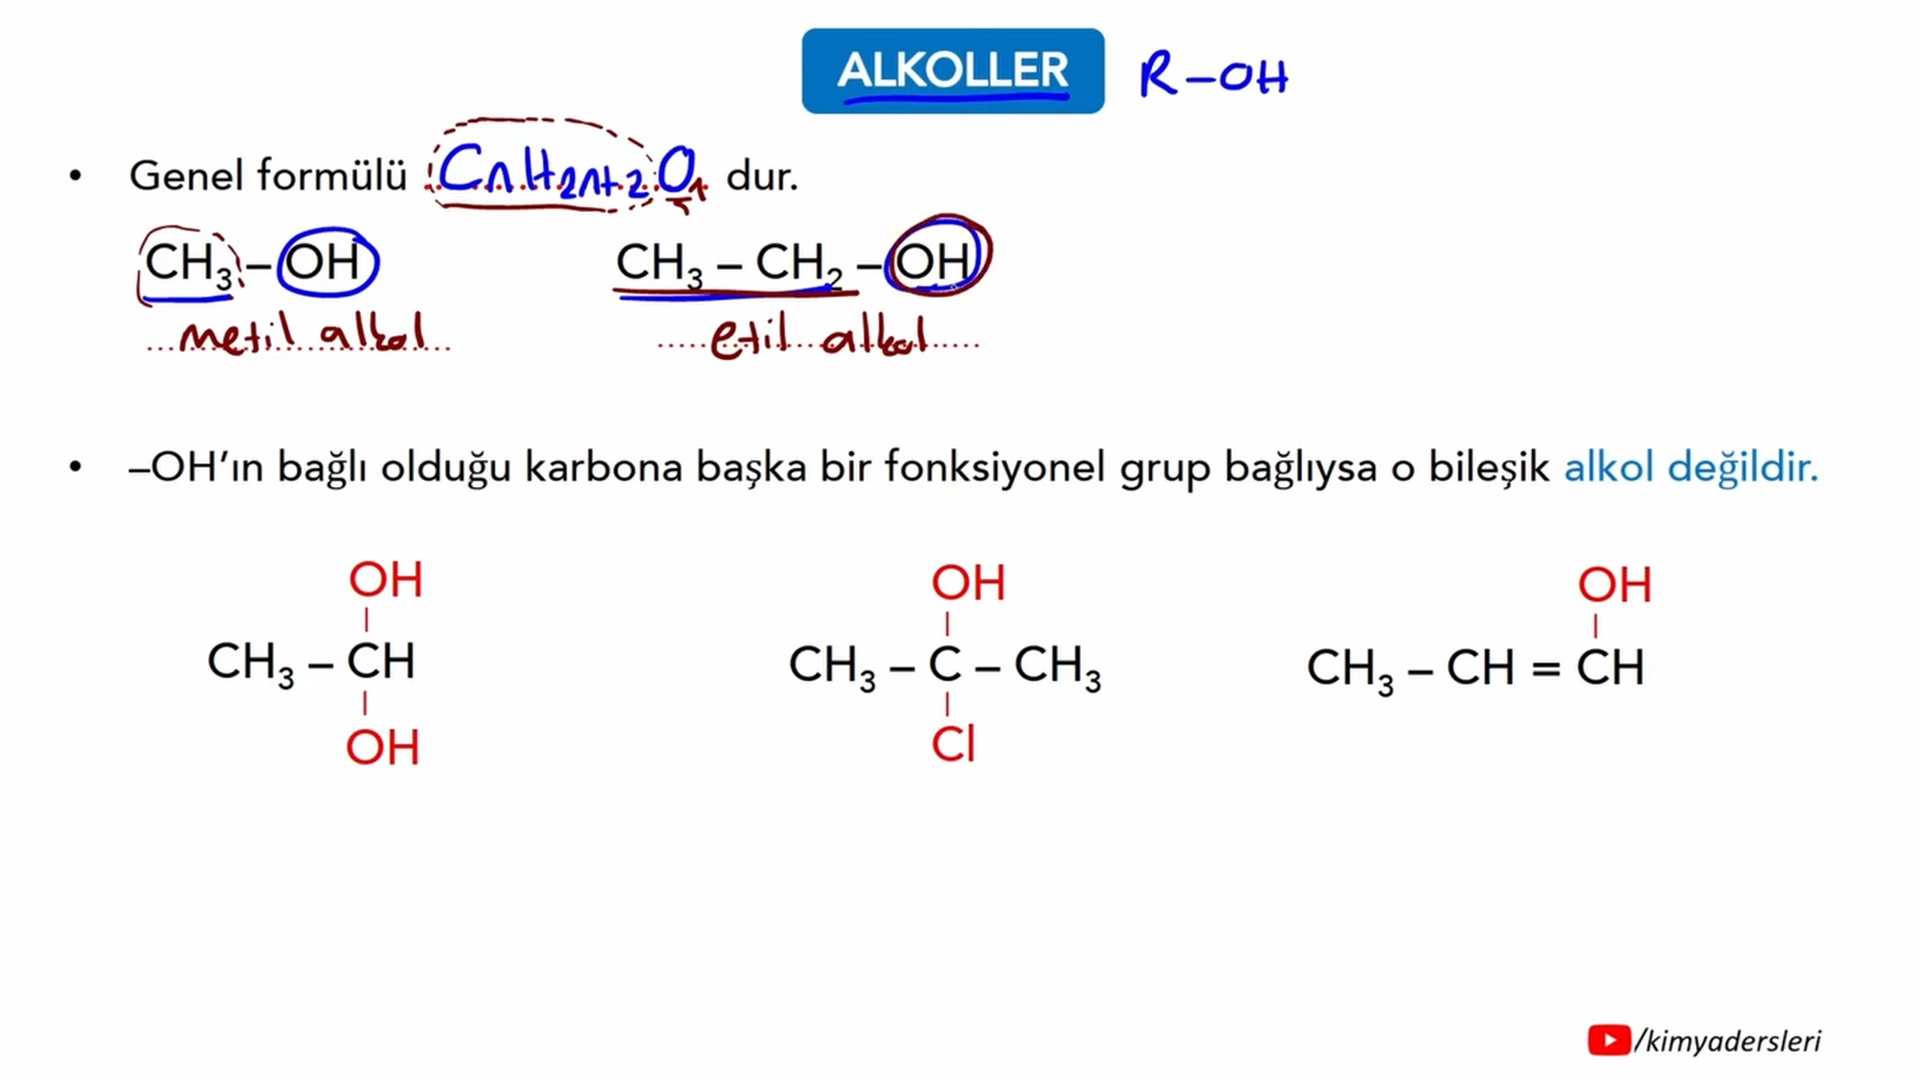 ALKOLLER R-OH
• Genel formülü CnH2n+2O1 dur.
CH3 – OH CH3 – CH2 – OH
metil alkol etil alkol
• –OH’ın bağlı olduğu karbona başka bir fonksiyonel grup bağlıysa o bileşik alkol değildir.
OH OH OH
CH3 – CH CH3 – C – CH3 CH3 – CH = CH
OH Cl
/kimyadersleri